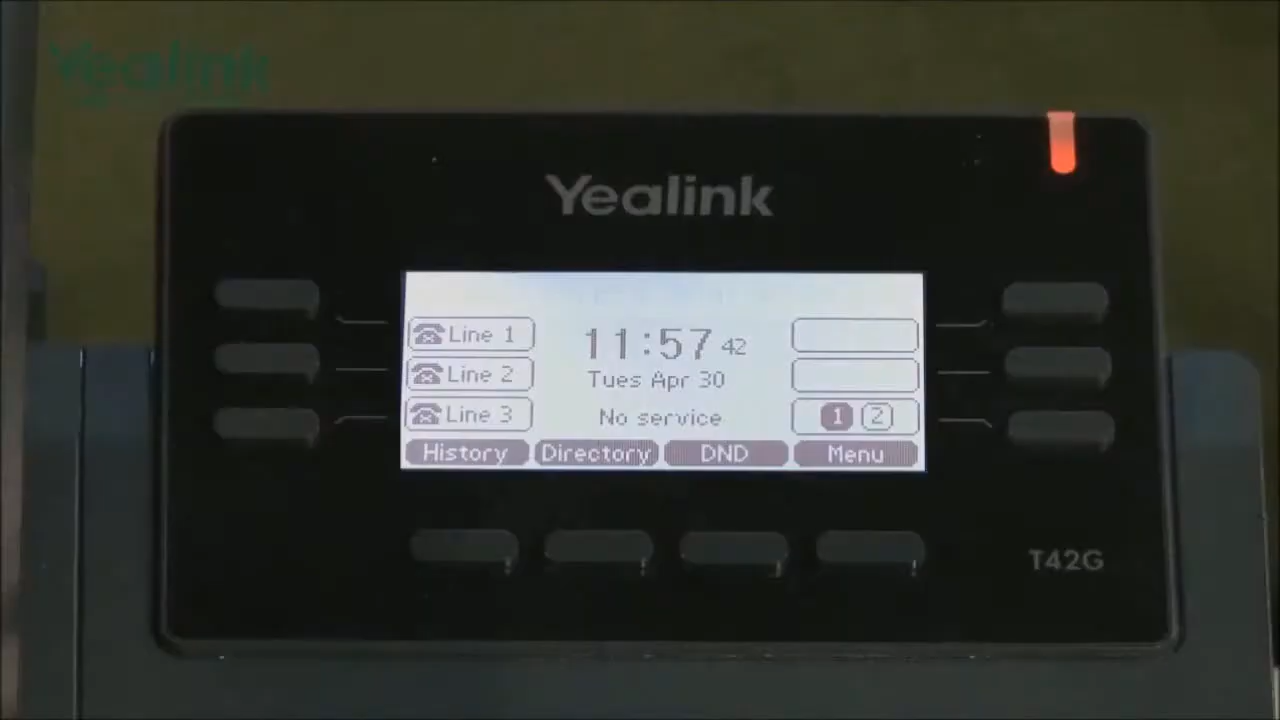 Yealink
Yealink
Line 1
11:57 42
Line 2
Tues Apr 30
Line 3
No service
1 2
History Directory DND Menu
T42G